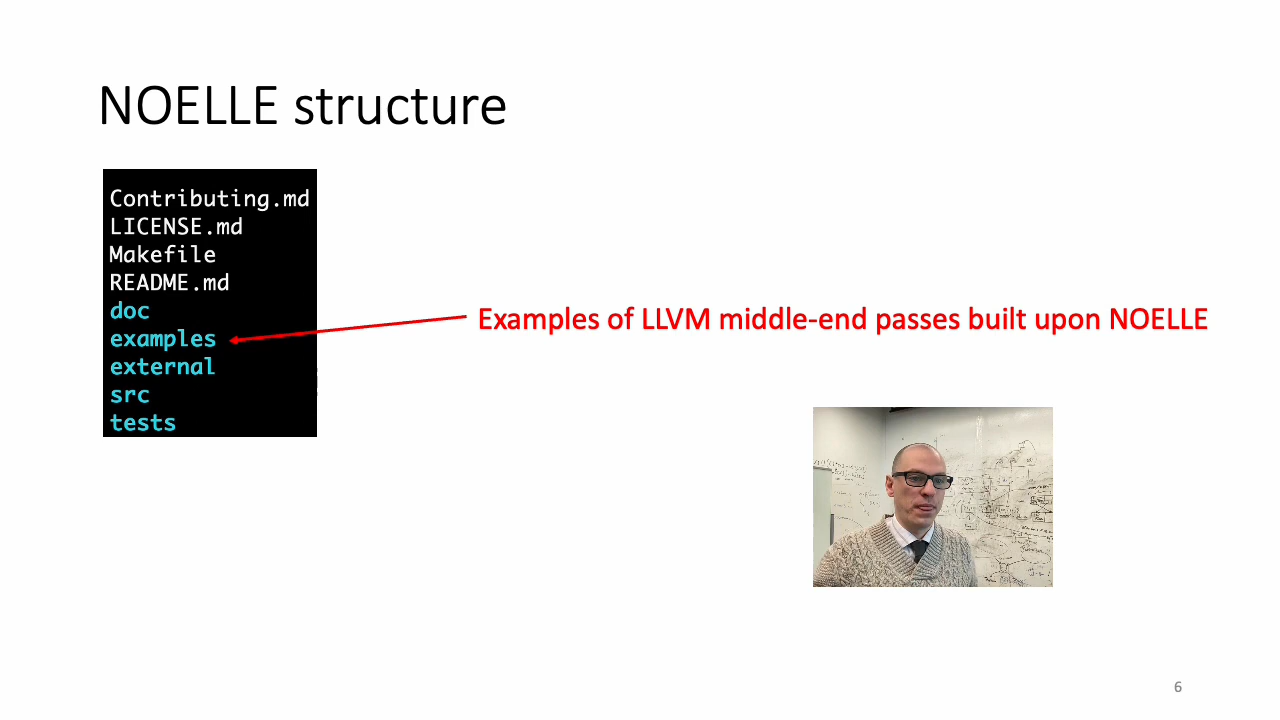 NOELLE structure
Contributing.md
LICENSE.md
Makefile
README.md
doc
examples
external
src
tests
Examples of LLVM middle-end passes built upon NOELLE
6